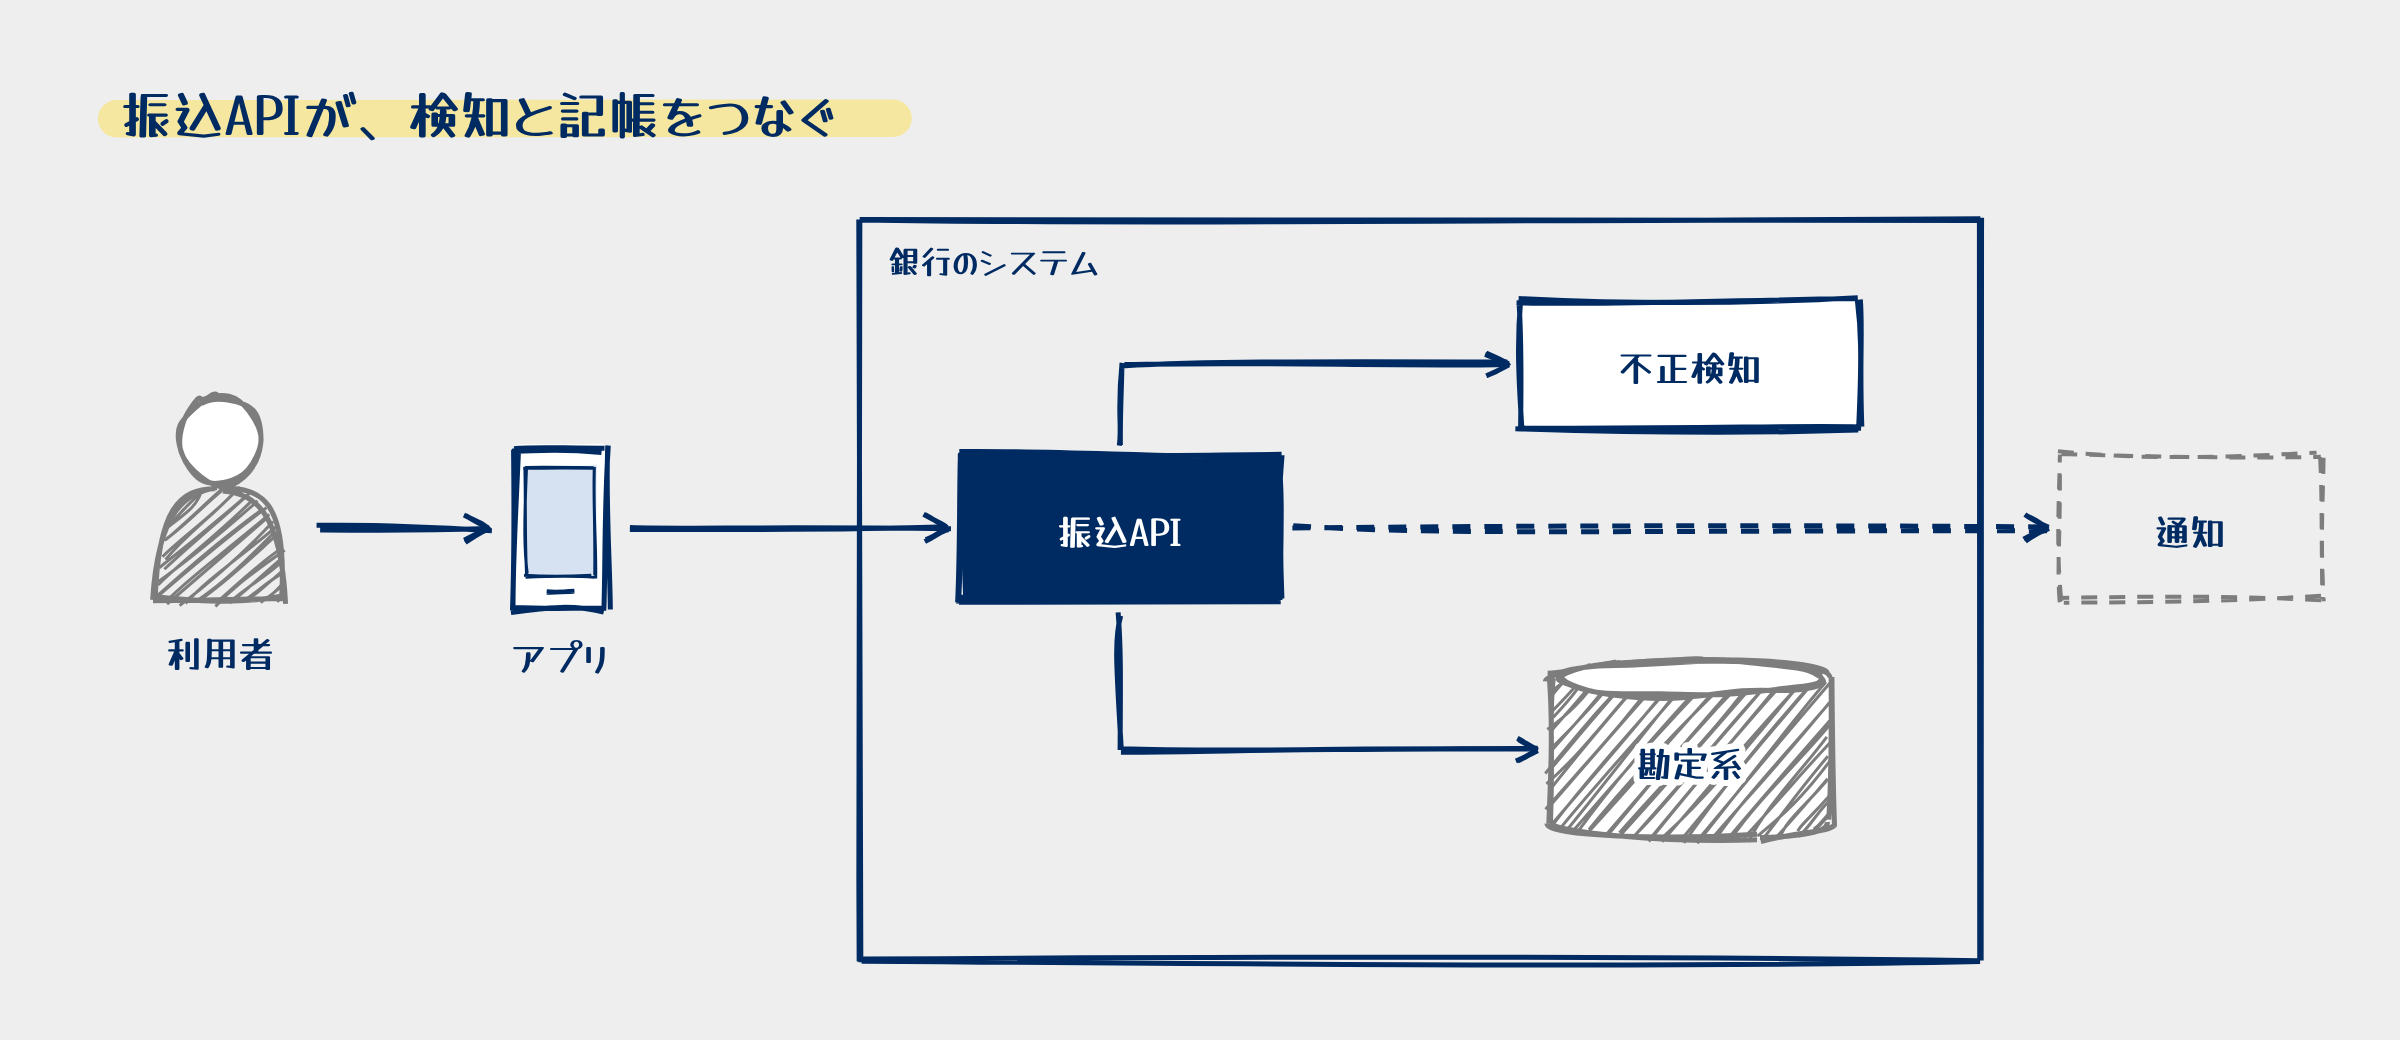 振込APIが、検知と記帳をつなぐ
銀行のシステム
不正検知
振込API
通知
利用者
アプリ
勘定系